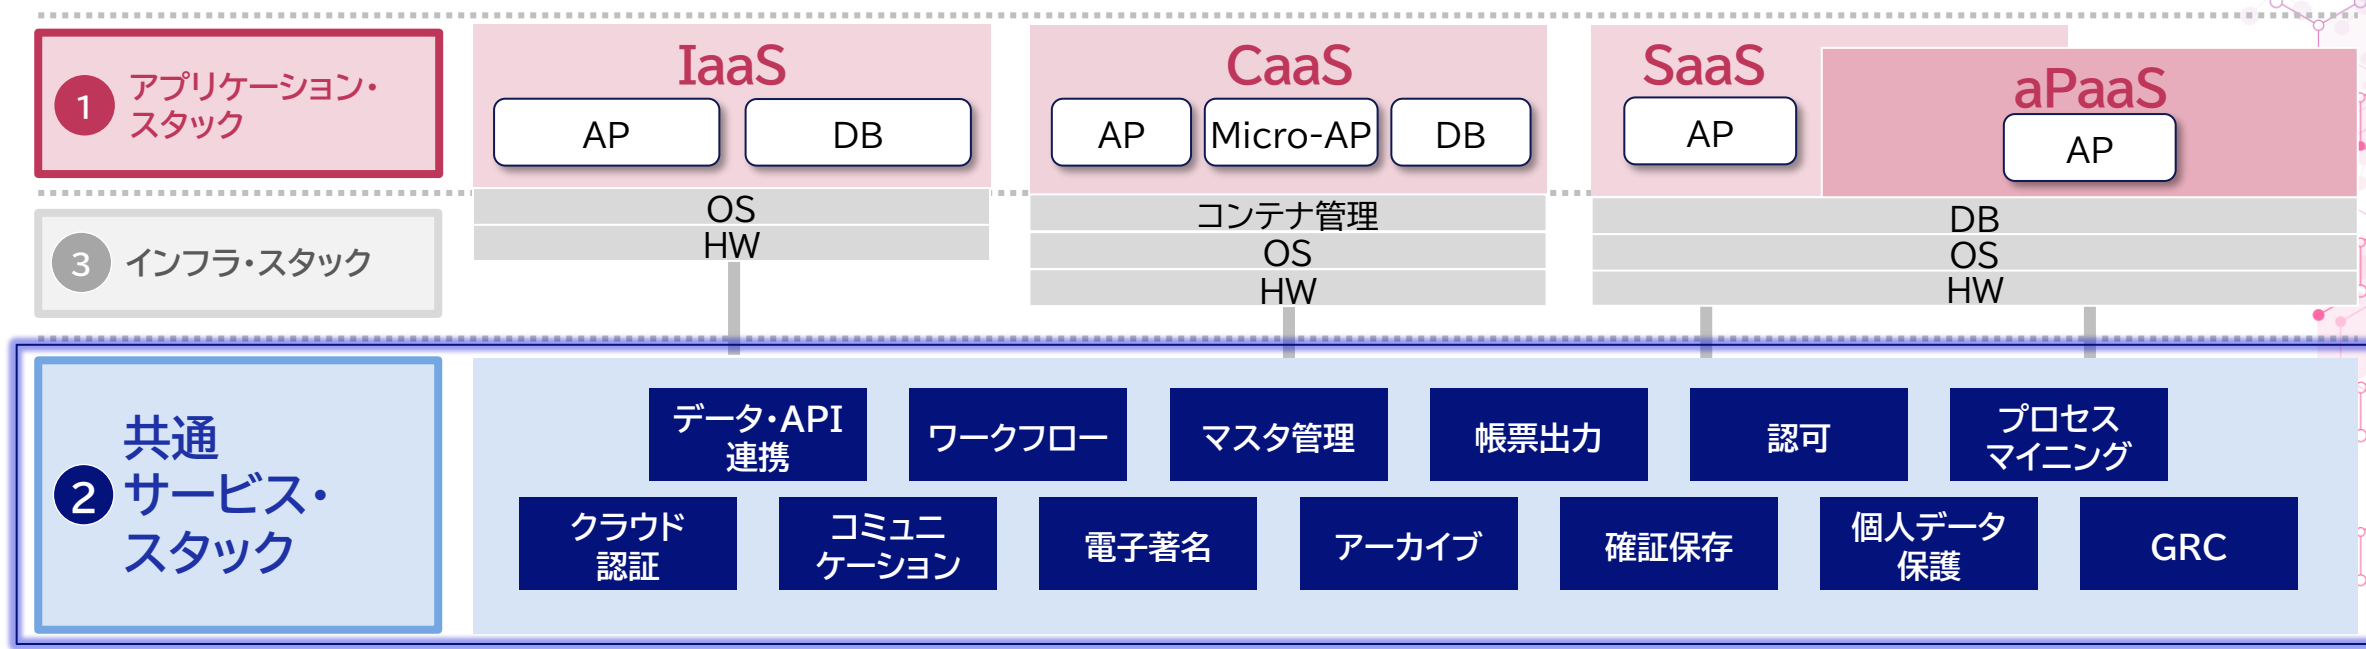 1
アプリケーション・
スタック
IaaS
AP
DB
CaaS
AP
Micro-AP
DB
SaaS
AP
aPaaS
AP
3
インフラ・スタック
OS
HW
コンテナ管理
OS
HW
DB
OS
HW
2
共通
サービス・
スタック
データ・API
連携
ワークフロー
マスタ管理
帳票出力
認可
プロセス
マイニング
クラウド
認証
コミュニ
ケーション
電子著名
アーカイブ
確証保存
個人データ
保護
GRC